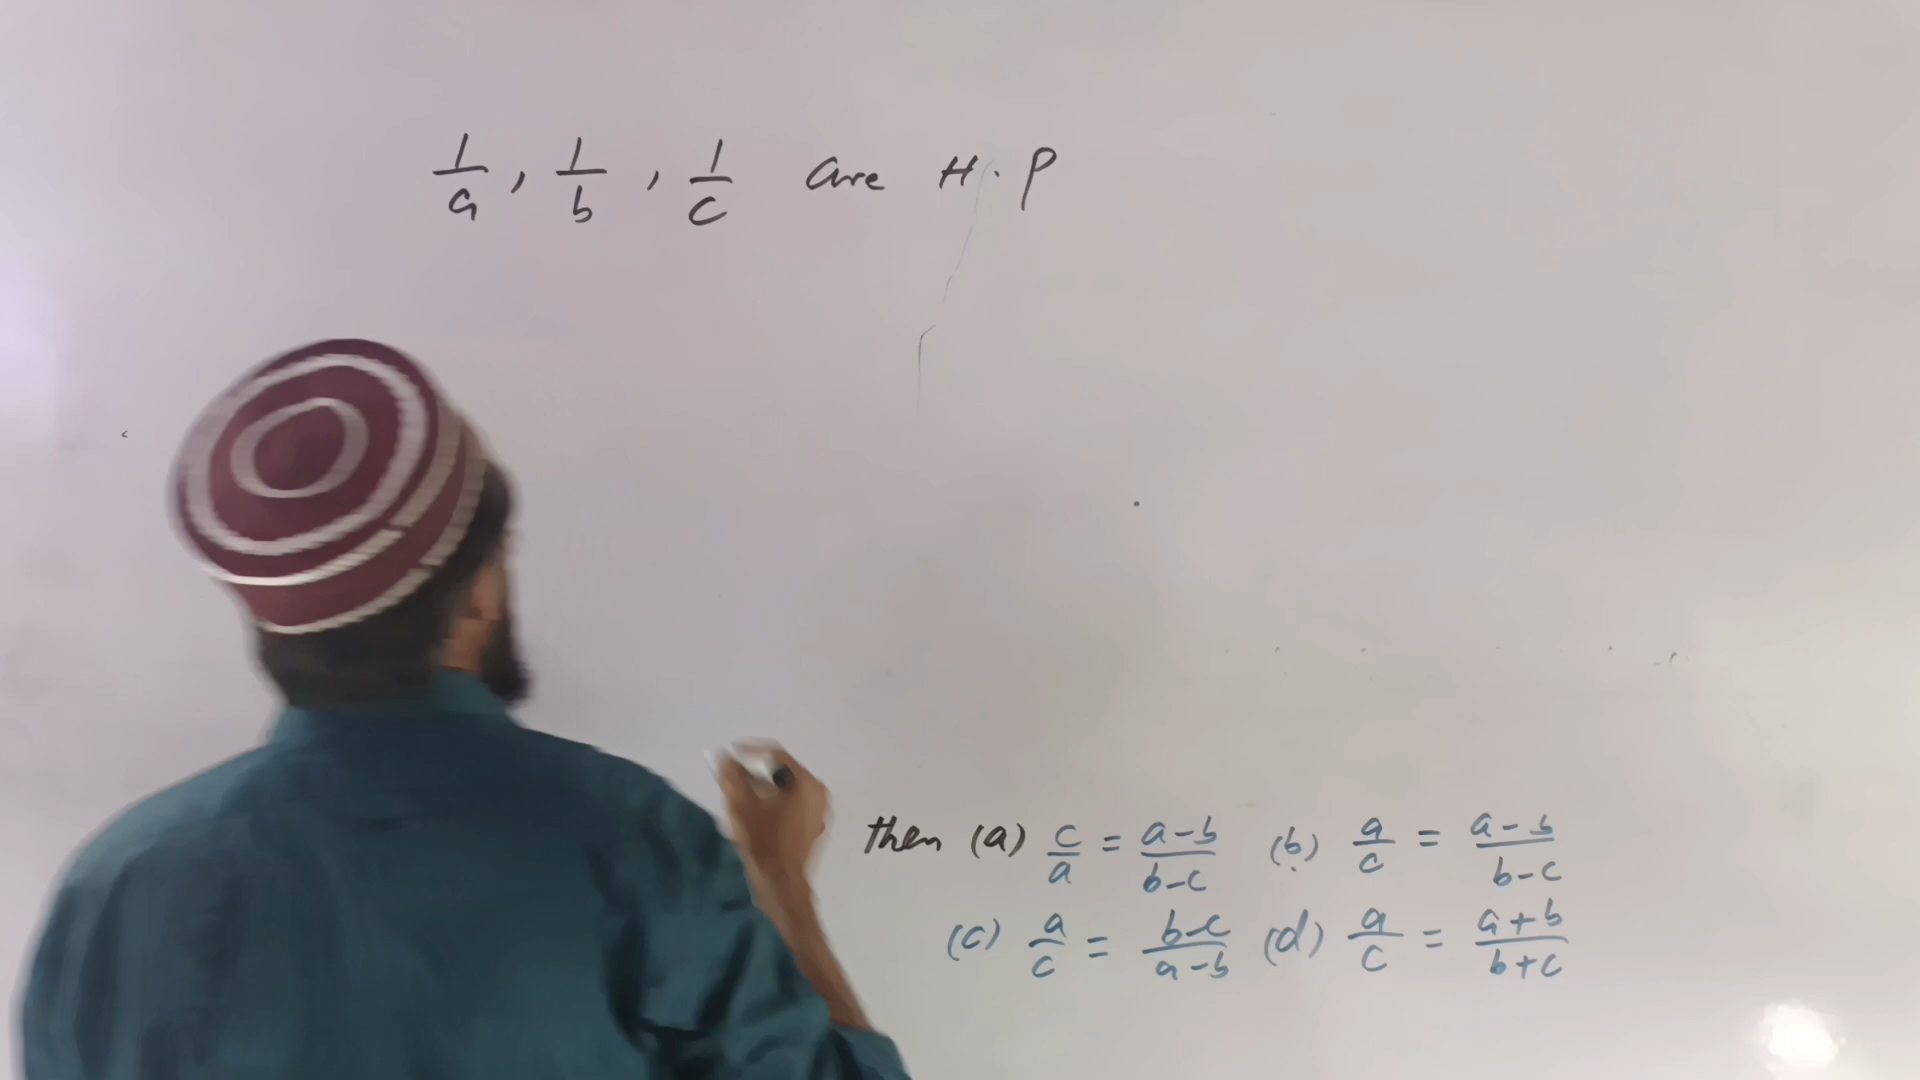 1/a , 1/b , 1/c are H.P
then (a) c/a = a-b/b-c (b) a/c = a-b/b-c
(c) a/c = b-c/a-b (d) a/c = a+b/b+c